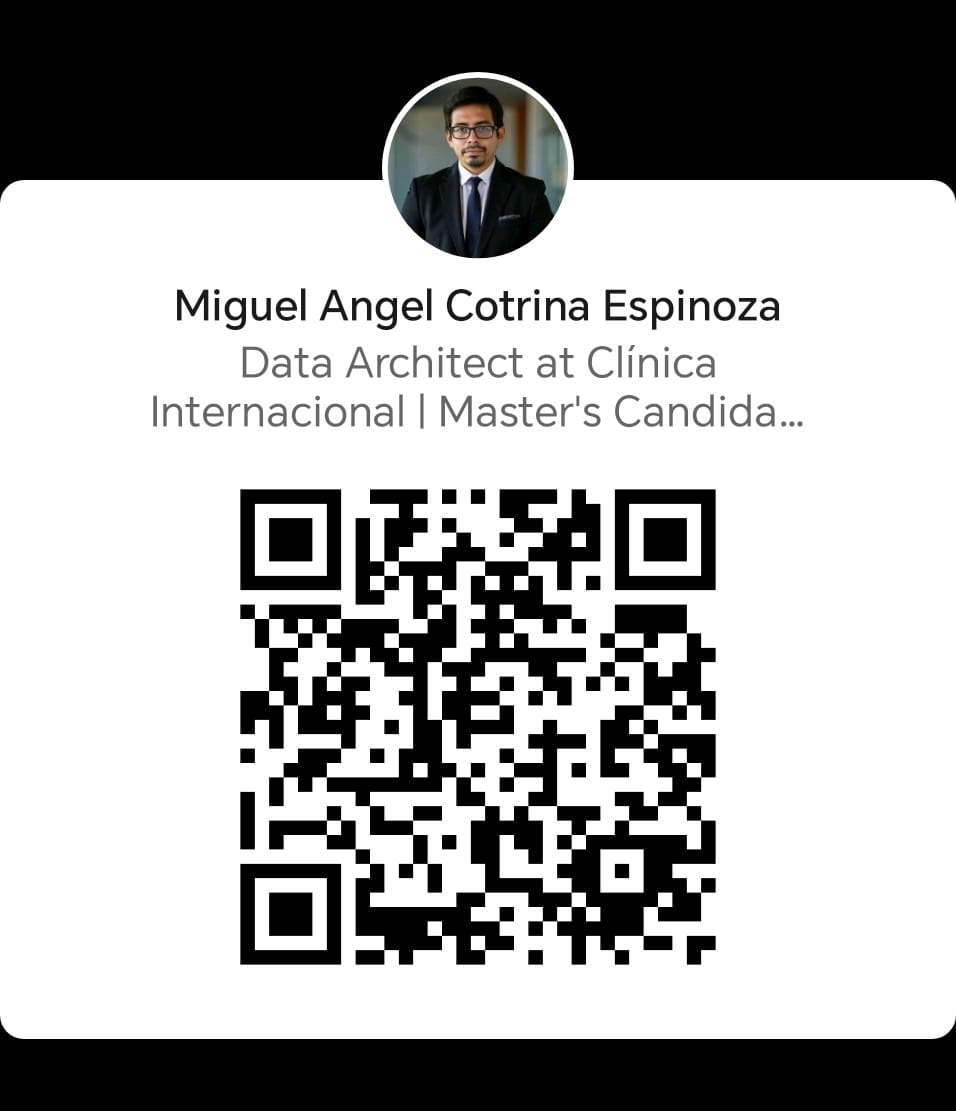 Miguel Angel Cotrina Espinoza
Data Architect at Clínica
Internacional | Master's Candida...